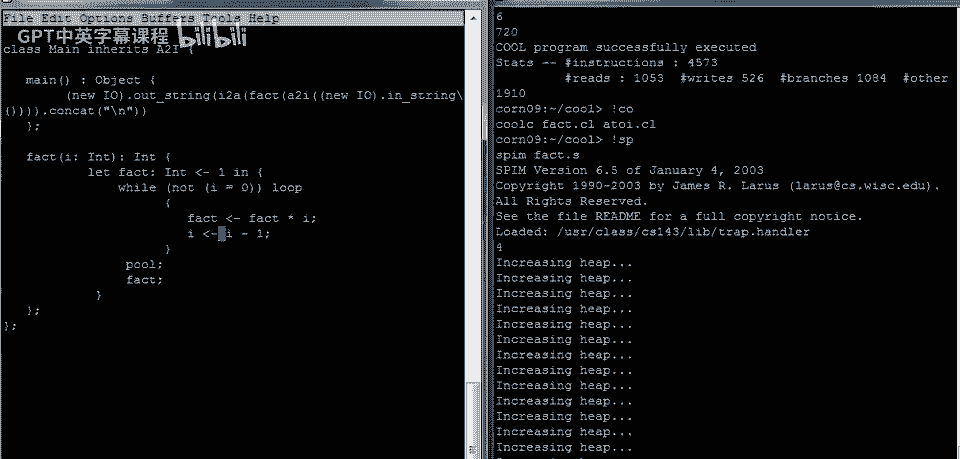 File Edit Options Buffers Tools Help
GPT中英字幕课程 bilibili
class Main inherits A2I {
main() : Object {
(new IO).out_string(i2a(fact(a2i((new IO).in_string\
()))).concat("\n"))
};
fact(i: Int): Int {
let fact: Int <- 1 in {
while (not (i = 0)) loop
{
fact <- fact * i;
i <- i - 1;
}
pool;
fact;
}
};
};
6
720
COOL program successfully executed
Stats -- #instructions : 4573
#reads : 1053 #writes 526 #branches 1084 #other
1910
corn09:~/cool> !co
coolc fact.cl atoi.cl
corn09:~/cool> !sp
spim fact.s
SPIM Version 6.5 of January 4, 2003
Copyright 1990-2003 by James R. Larus (larus@cs.wisc.edu).
All Rights Reserved.
See the file README for a full copyright notice.
Loaded: /usr/class/cs143/lib/trap.handler
4
Increasing heap...
Increasing heap...
Increasing heap...
Increasing heap...
Increasing heap...
Increasing heap...
Increasing heap...
Increasing heap...
Increasing heap...
Increasing heap...
Increasing heap...
Increasing heap...
Increasing heap...